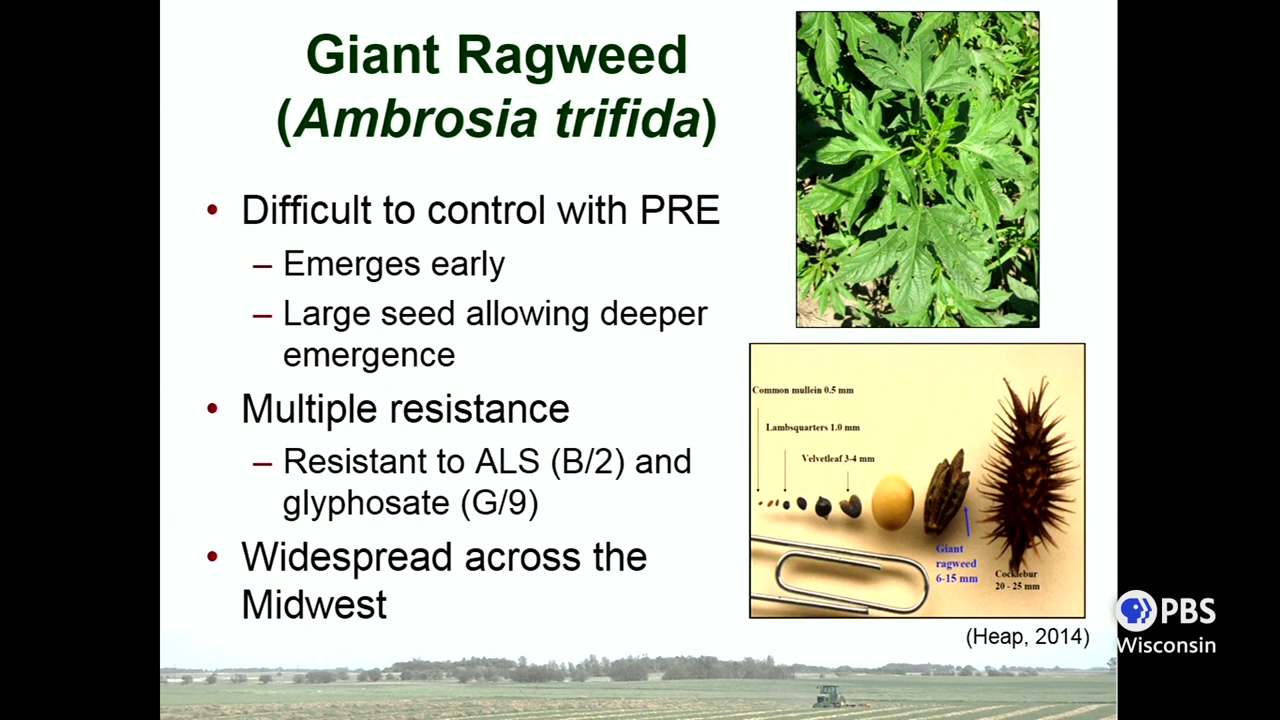 Giant Ragweed
(Ambrosia trifida)
• Difficult to control with PRE
– Emerges early
– Large seed allowing deeper
emergence
• Multiple resistance
– Resistant to ALS (B/2) and
glyphosate (G/9)
• Widespread across the
Midwest
Common mullein 0.5 mm
Lambsquarters 1.0 mm
Velvetleaf 3-4 mm
Giant
ragweed
6-15 mm
Cocklebur
20 - 25 mm
(Heap, 2014)
PBS
Wisconsin